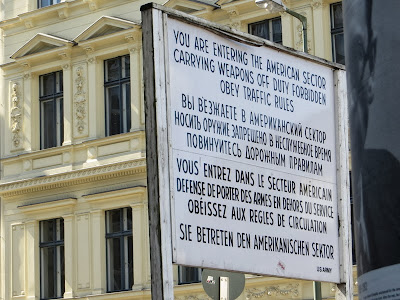 YOU ARE ENTERING THE AMERICAN SECTOR
CARRYING WEAPONS OFF DUTY FORBIDDEN
OBEY TRAFFIC RULES
ВЫ ВЪЕЗЖАЕТЕ В АМЕРИКАНСКИЙ СЕКТОР
НОСИТЬ ОРУЖИЕ ЗАПРЕЩЕНО В НЕСЛУЖЕБНОЕ ВРЕМЯ
ПОВИНУЙТЕСЬ ДОРОЖНЫМ ПРАВИЛАМ
VOUS ENTREZ DANS LE SECTEUR AMÉRICAIN
DEFENSE DE PORTER DES ARMES EN DEHORS DU SERVICE
OBÉISSEZ AUX REGLES DE CIRCULATION
SIE BETRETEN DEN AMERIKANISCHEN SEKTOR
US ARMY